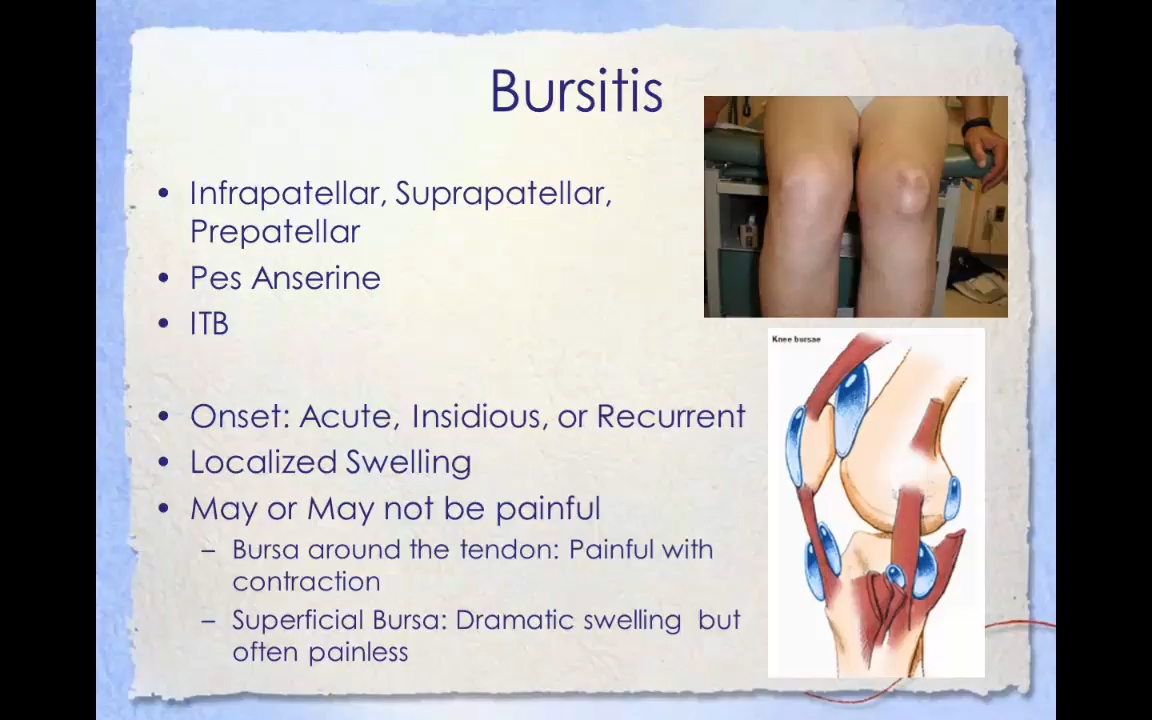 Bursitis
• Infrapatellar, Suprapatellar,
Prepatellar
• Pes Anserine
• ITB
• Onset: Acute, Insidious, or Recurrent
• Localized Swelling
• May or May not be painful
– Bursa around the tendon: Painful with
contraction
– Superficial Bursa: Dramatic swelling but
often painless
Knee bursae